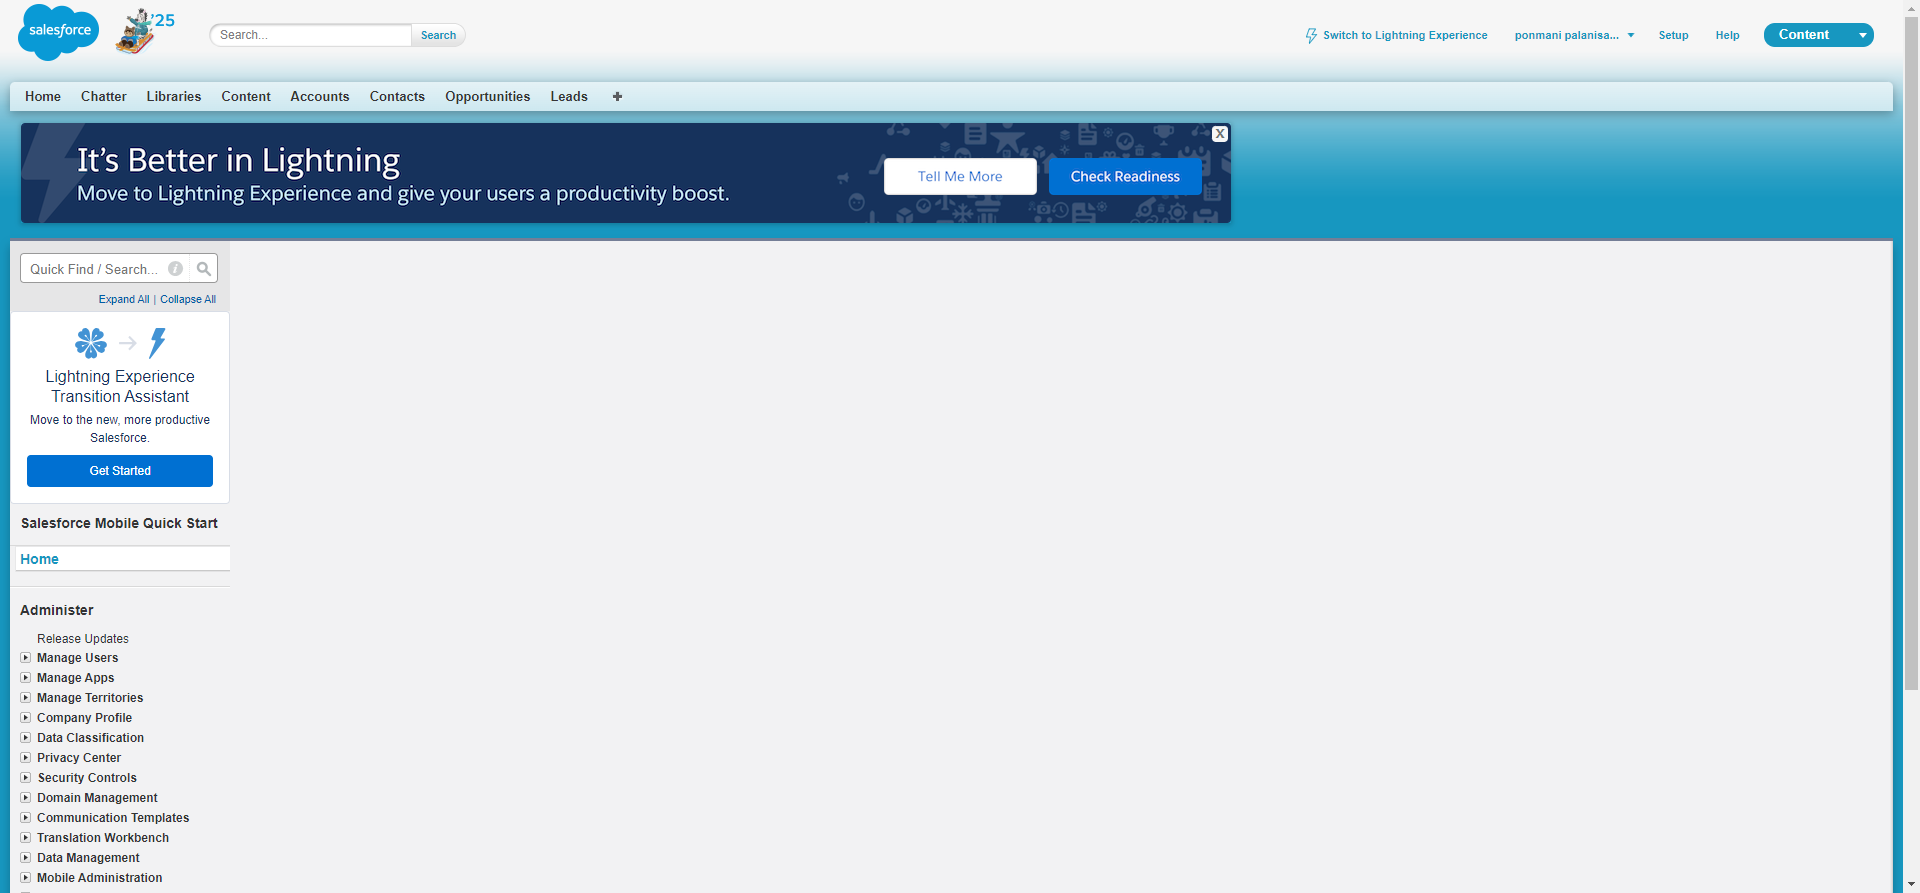 salesforce
'25
Search...
Search
Switch to Lightning Experience
ponmani palanisa...
Setup
Help
Content
Home
Chatter
Libraries
Content
Accounts
Contacts
Opportunities
Leads
It's Better in Lightning
Move to Lightning Experience and give your users a productivity boost.
Tell Me More
Check Readiness
X
Quick Find / Search...
Expand All | Collapse All
Lightning Experience
Transition Assistant
Move to the new, more productive
Salesforce.
Get Started
Salesforce Mobile Quick Start
Home
Administer
Release Updates
Manage Users
Manage Apps
Manage Territories
Company Profile
Data Classification
Privacy Center
Security Controls
Domain Management
Communication Templates
Translation Workbench
Data Management
Mobile Administration